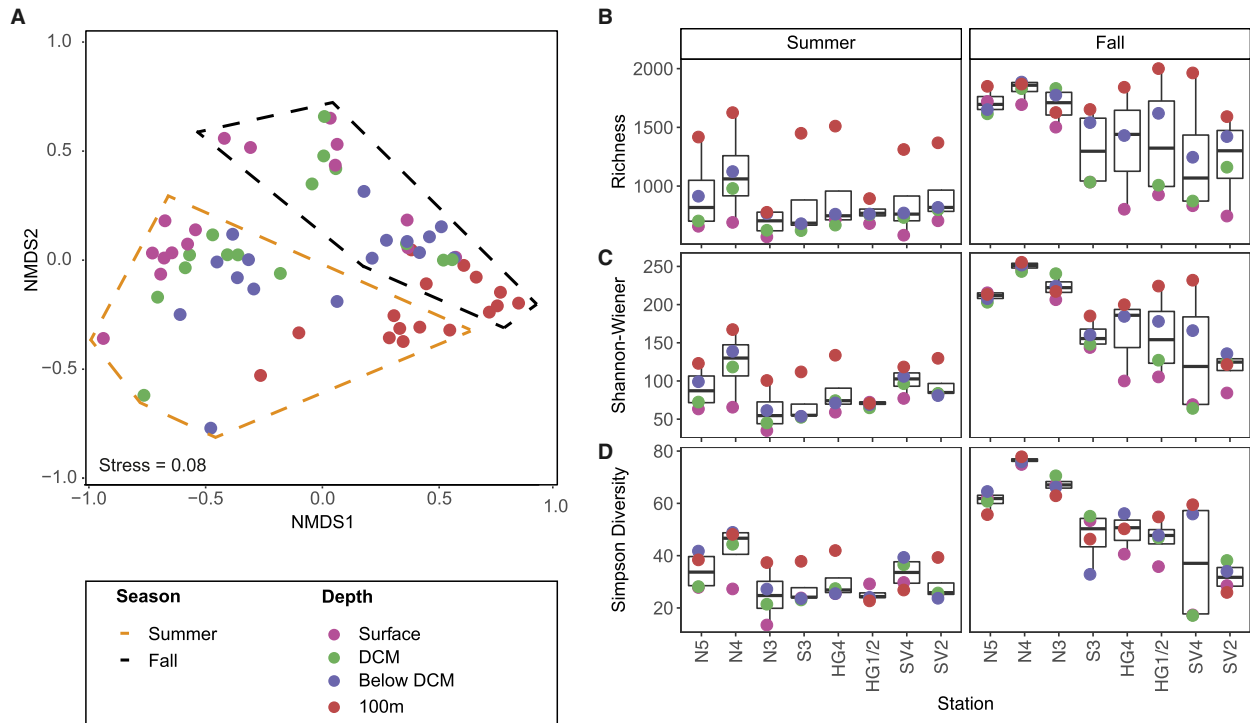 A
1.0
0.5
0.0
−0.5
−1.0
NMDS2
Stress = 0.08
−1.0
−0.5
0.0
0.5
1.0
NMDS1
Season
Summer
Fall
Depth
Surface
DCM
Below DCM
100m
B
Summer
Fall
2000
1500
1000
Richness
C
250
200
150
100
50
Shannon-Wiener
D
80
60
40
20
Simpson Diversity
N5
N4
N3
S3
HG4
HG1/2
SV4
SV2
N5
N4
N3
S3
HG4
HG1/2
SV4
SV2
Station